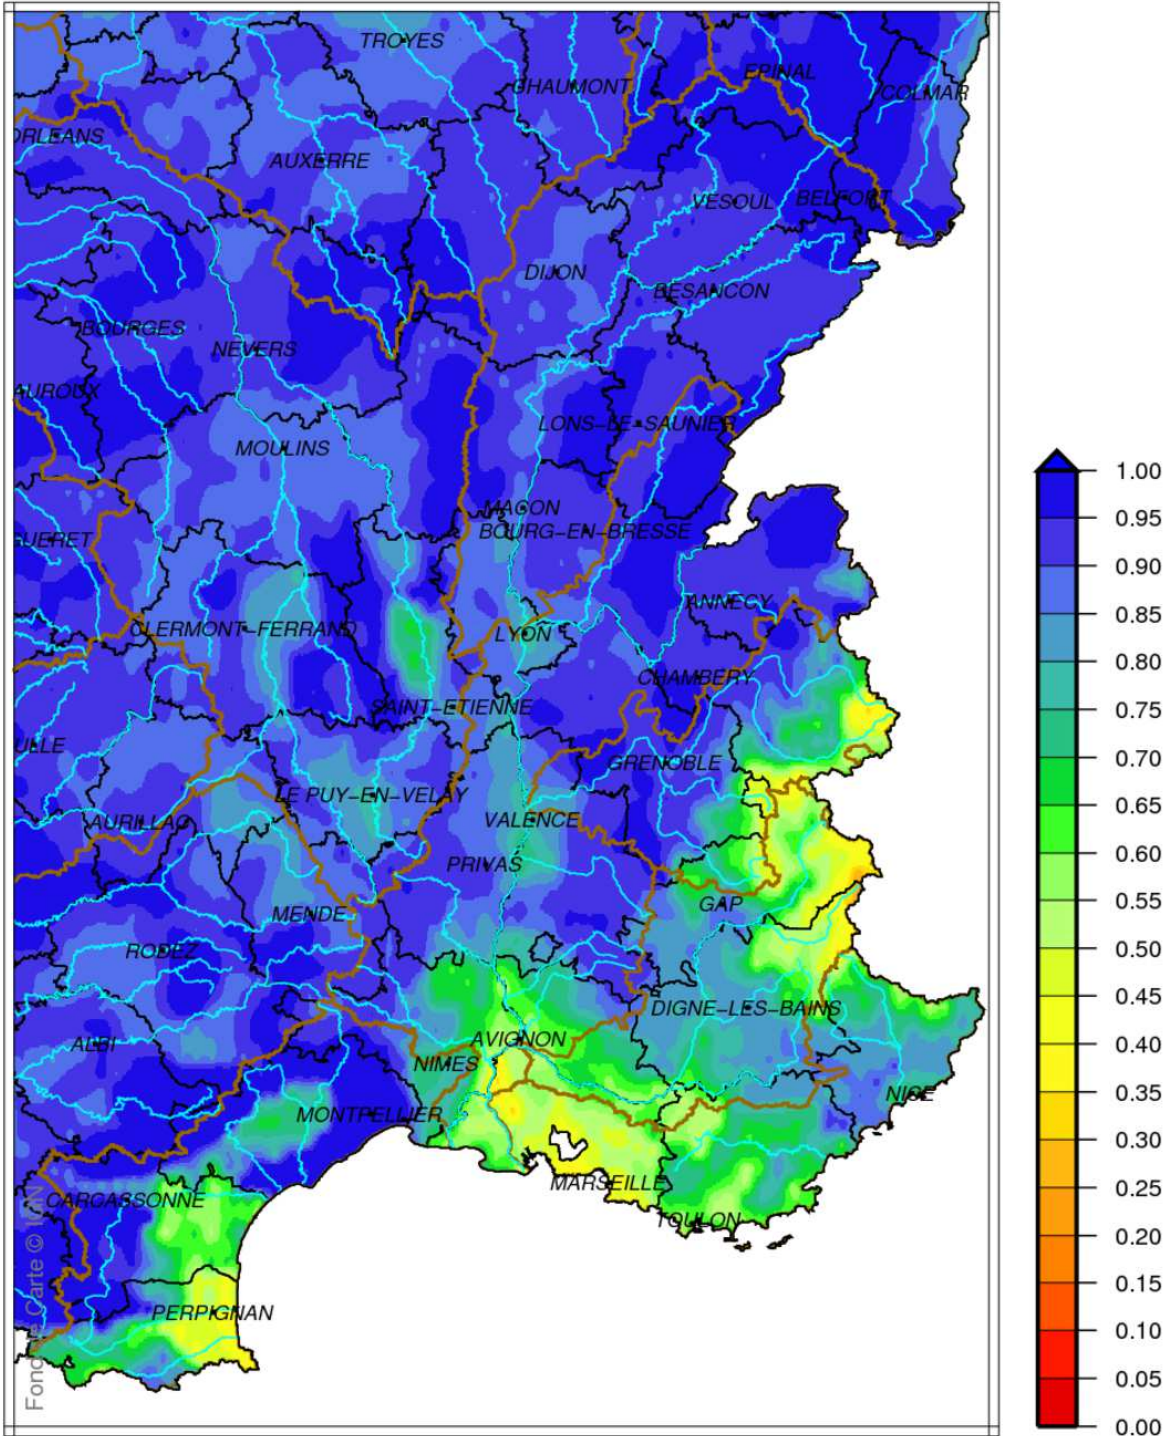 TROYES
EPINAL
CHAUMONT
COLMAR
ORLEANS
AUXERRE
VESOUL
BELFORT
DIJON
BESANCON
BOURGES
NEVERS
AUROUX
LONS-LE-SAUNIER
MOULINS
1.00
MACON
0.95
BOURG-EN-BRESSE
GUERET
0.90
ANNECY
0.85
CLERMONT-FERRAND
LYON
0.80
CHAMBERY
0.75
SAINT-ETIENNE
ULLE
0.70
GRENOBLE
0.65
LE PUY-EN-VELAY
AURILLAC
VALENCE
0.60
PRIVAS
0.55
GAP
MENDE
0.50
RODEZ
0.45
DIGNE-LES-BAINS
0.40
AVIGNON
ALBI
NIMES
0.35
NICE
MONTPELLIER
0.30
0.25
MARSEILLE
CARCASSONNE
TOULON
0.20
0.15
PERPIGNAN
0.10
0.05
0.00
Fond de Carte © IGN